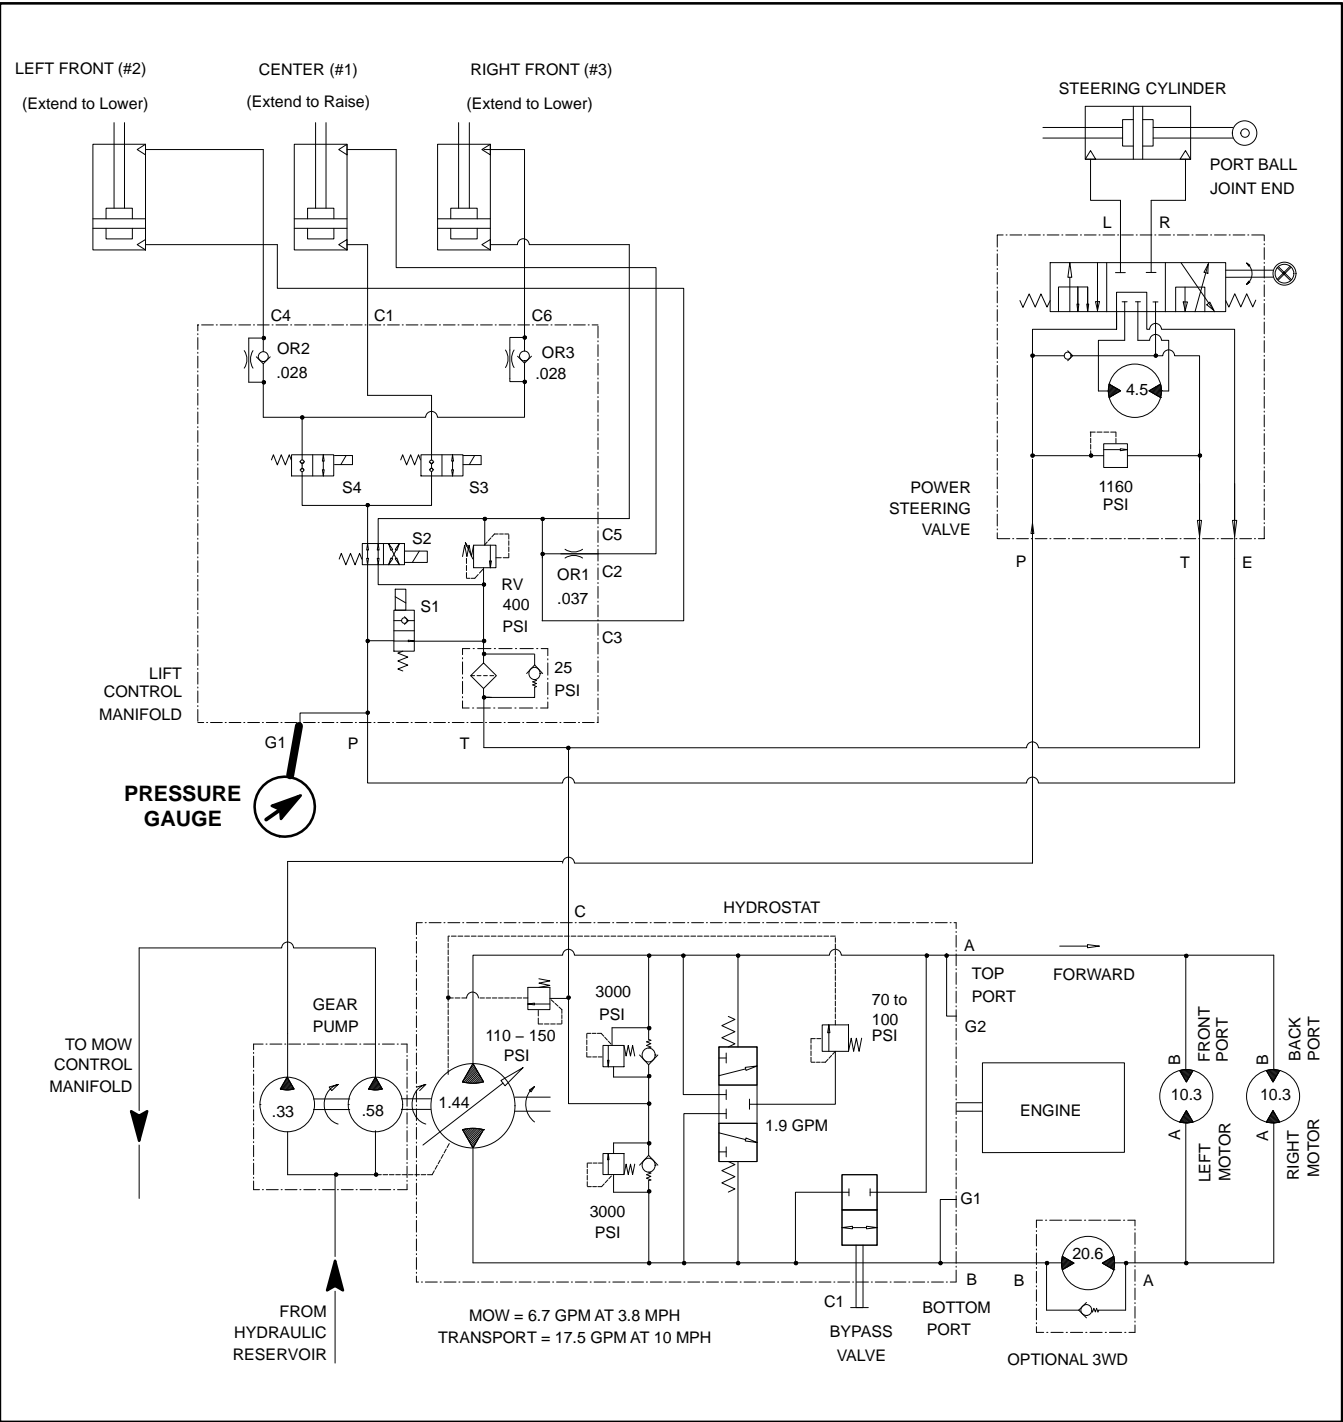 LEFT FRONT (#2)
(Extend to Lower)
CENTER (#1)
(Extend to Raise)
RIGHT FRONT (#3)
(Extend to Lower)
STEERING CYLINDER
PORT BALL
JOINT END
L
R
C4
C1
C6
OR2
.028
OR3
.028
4.5
S4
S3
1160
PSI
POWER
STEERING
VALVE
S2
C5
C2
OR1
.037
RV
400
PSI
S1
C3
P
T
E
25
PSI
LIFT
CONTROL
MANIFOLD
G1
P
T
PRESSURE
GAUGE
C
HYDROSTAT
A
TOP
PORT
FORWARD
G2
GEAR
PUMP
3000
PSI
70 to
100
PSI
110 – 150
PSI
TO MOW
CONTROL
MANIFOLD
.33
.58
1.44
1.9 GPM
ENGINE
B
FRONT
PORT
10.3
A
LEFT
MOTOR
B
BACK
PORT
10.3
A
RIGHT
MOTOR
3000
PSI
G1
20.6
B
B
A
C1
BOTTOM
PORT
BYPASS
VALVE
OPTIONAL 3WD
FROM
HYDRAULIC
RESERVOIR
MOW = 6.7 GPM AT 3.8 MPH
TRANSPORT = 17.5 GPM AT 10 MPH